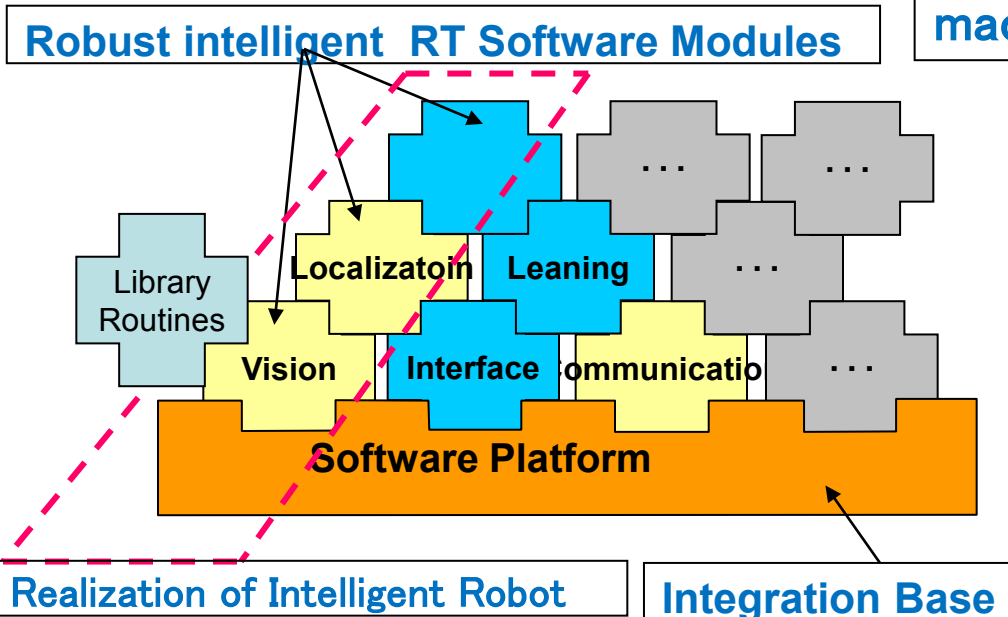 Robust intelligent RT Software Modules
mac
. . .
. . .
Localizatoin
Leaning
. . .
Library
Routines
Vision
Interface
ommunicatio
. . .
Software Platform
Realization of Intelligent Robot
Integration Base